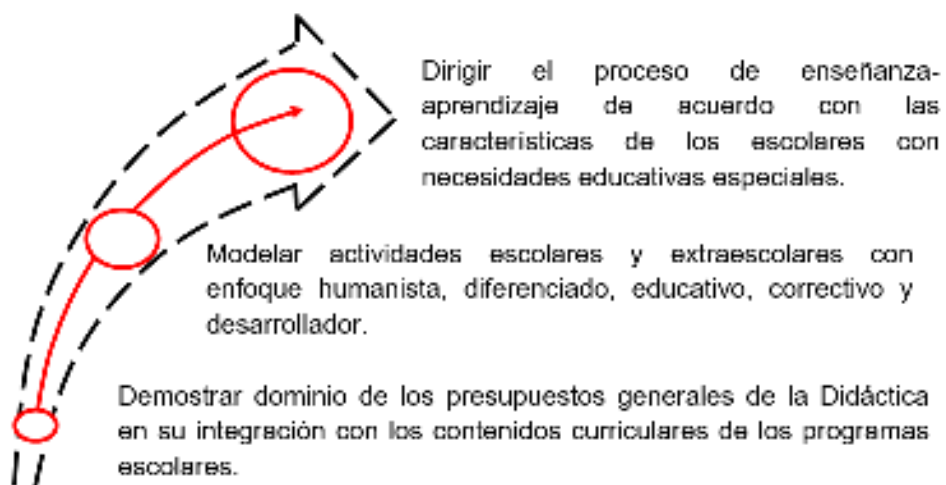 Dirigir el proceso de enseñanza-
aprendizaje de acuerdo con las
características de los escolares con
necesidades educativas especiales.
Modelar actividades escolares y extraescolares con
enfoque humanista, diferenciado, educativo, correctivo y
desarrollador.
Demostrar dominio de los presupuestos generales de la Didáctica
en su integración con los contenidos curriculares de los programas
escolares.